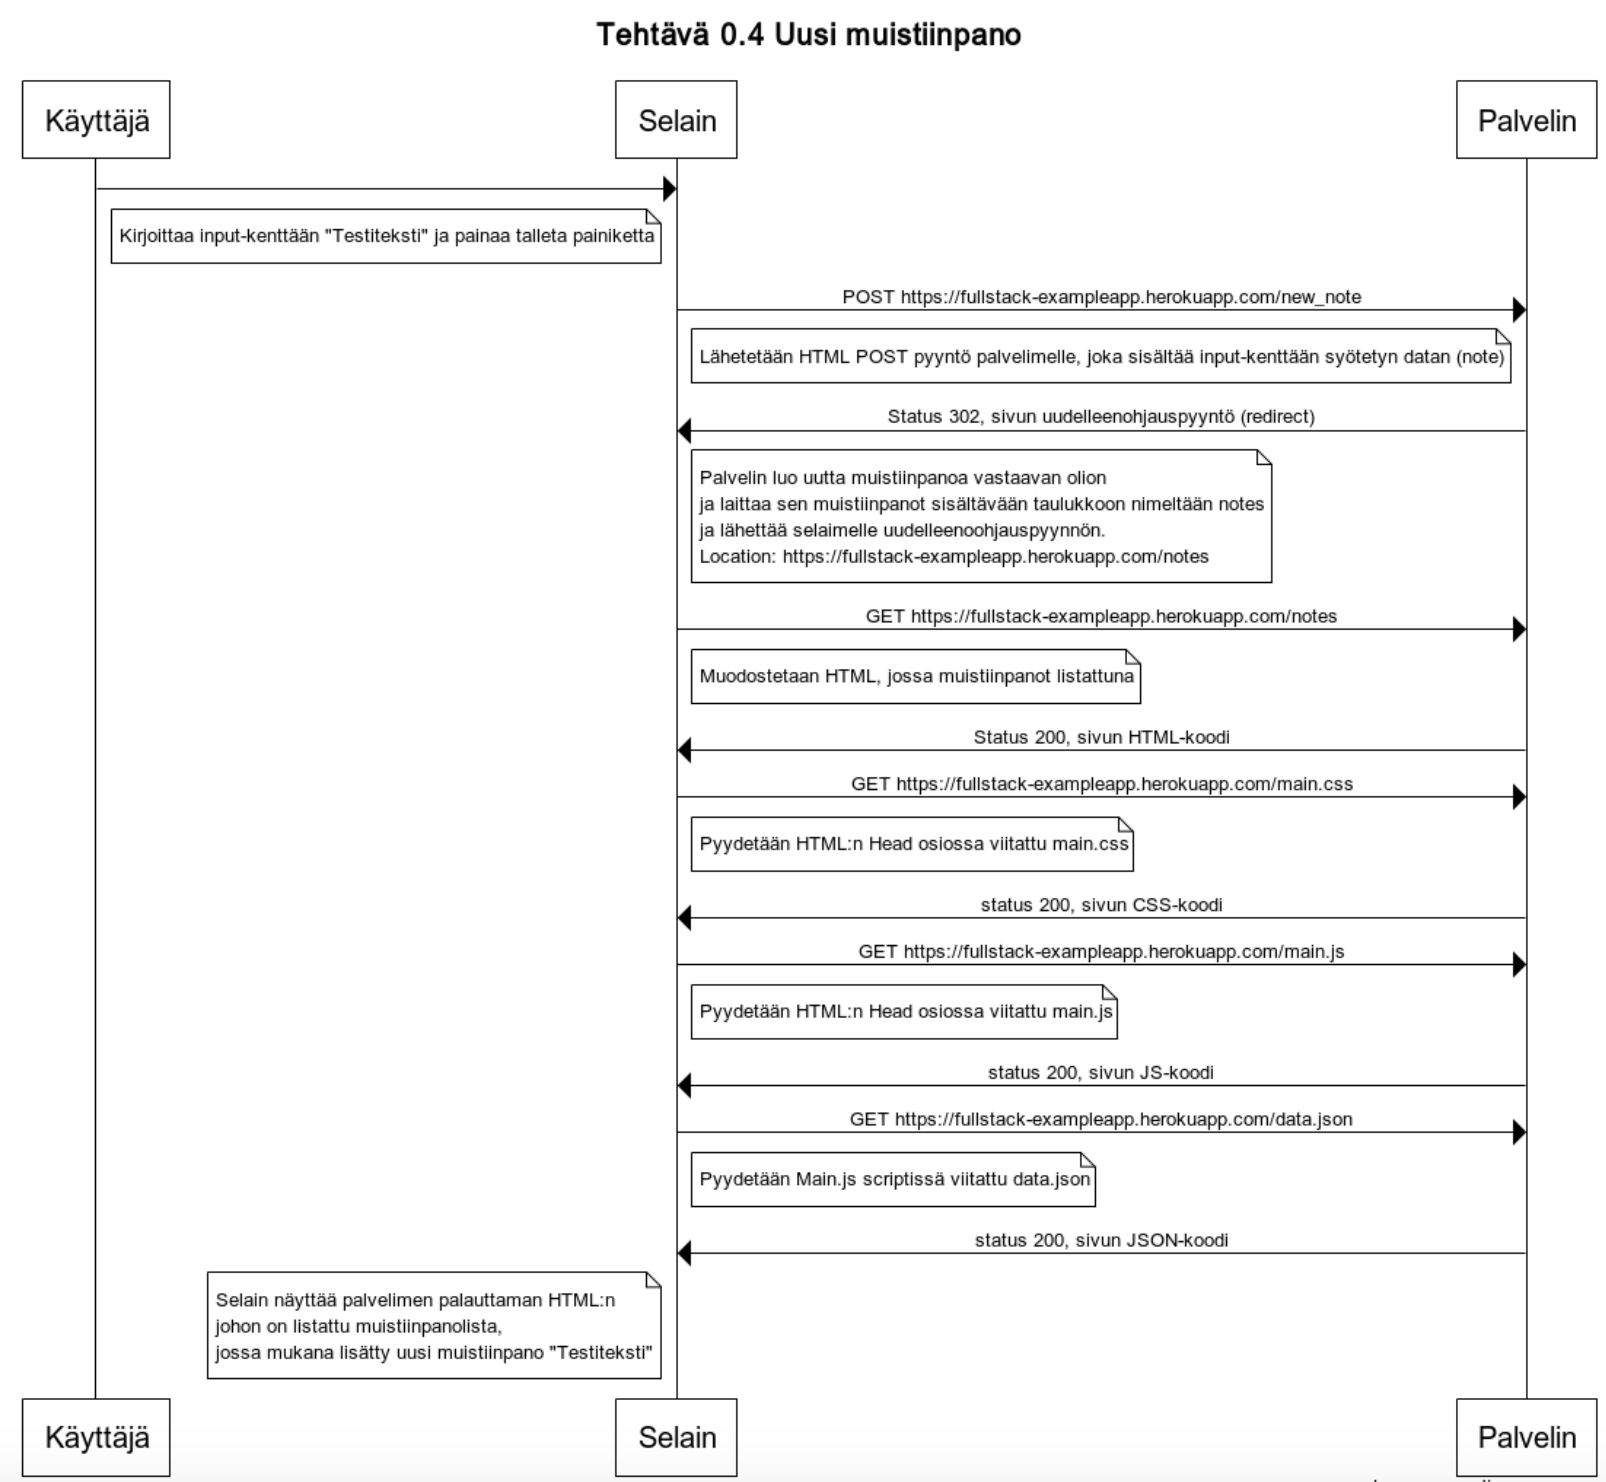 Tehtävä 0.4 Uusi muistiinpano
Käyttäjä
Selain
Palvelin
Kirjoittaa input-kenttään "Testiteksti" ja painaa talleta painiketta
POST https://fullstack-exampleapp.herokuapp.com/new_note
Lähetetään HTML POST pyyntö palvelimelle, joka sisältää input-kenttään syötetyn datan (note)
Status 302, sivun uudelleenohjauspyyntö (redirect)
Palvelin luo uutta muistiinpanoa vastaavan olion
ja laittaa sen muistiinpanot sisältävään taulukkoon nimeltään notes
ja lähettää selaimelle uudelleenoohjauspyynnön.
Location: https://fullstack-exampleapp.herokuapp.com/notes
GET https://fullstack-exampleapp.herokuapp.com/notes
Muodostetaan HTML, jossa muistiinpanot listattuna
Status 200, sivun HTML-koodi
GET https://fullstack-exampleapp.herokuapp.com/main.css
Pyydetään HTML:n Head osiossa viitattu main.css
status 200, sivun CSS-koodi
GET https://fullstack-exampleapp.herokuapp.com/main.js
Pyydetään HTML:n Head osiossa viitattu main.js
status 200, sivun JS-koodi
GET https://fullstack-exampleapp.herokuapp.com/data.json
Pyydetään Main.js scriptissä viitattu data.json
status 200, sivun JSON-koodi
Selain näyttää palvelimen palauttaman HTML:n
johon on listattu muistiinpanolista,
jossa mukana lisätty uusi muistiinpano "Testiteksti"
Käyttäjä
Selain
Palvelin